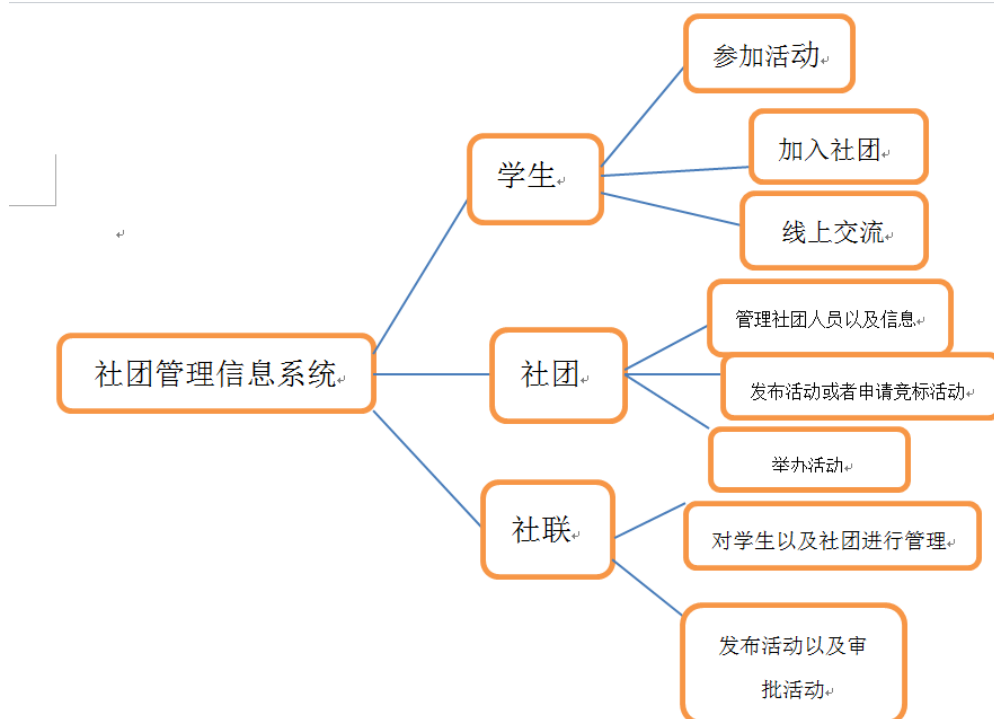 参加活动
加入社团
学生
线上交流
管理社团人员以及信息
社团管理信息系统
社团
发布活动或者申请竞标活动
举办活动
社联
对学生以及社团进行管理
发布活动以及审
批活动